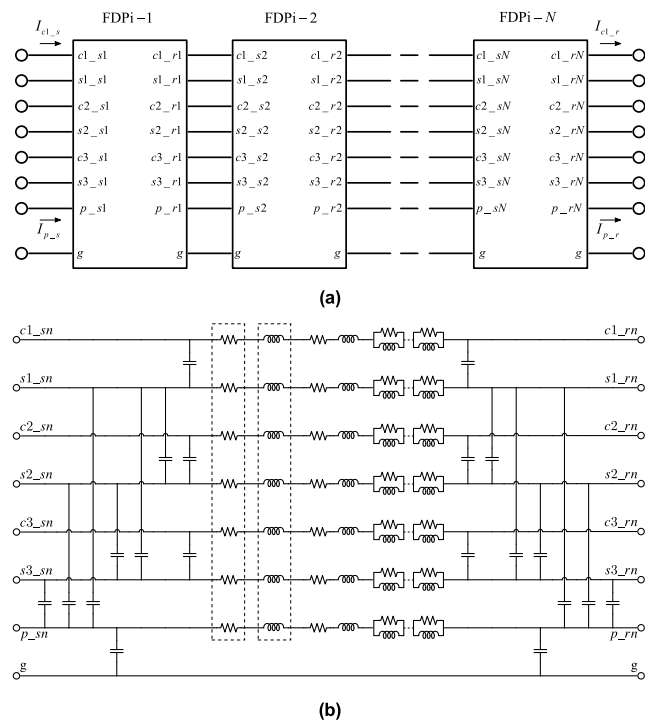 FDPi−1 FDPi−2 FDPi−N
I_c1_s I_c1_r
c1_s1 c1_r1 c1_s2 c1_r2 c1_sN c1_rN
s1_s1 s1_r1 s1_s2 s1_r2 s1_sN s1_rN
c2_s1 c2_r1 c2_s2 c2_r2 c2_sN c2_rN
s2_s1 s2_r1 s2_s2 s2_r2 s2_sN s2_rN
c3_s1 c3_r1 c3_s2 c3_r2 c3_sN c3_rN
s3_s1 s3_r1 s3_s2 s3_r2 s3_sN s3_rN
p_s1 p_r1 p_s2 p_r2 p_sN p_rN
I_p_s I_p_r
g g g g g g
(a)
c1_sn c1_rn
s1_sn s1_rn
c2_sn c2_rn
s2_sn s2_rn
c3_sn c3_rn
s3_sn s3_rn
p_sn p_rn
g g
(b)